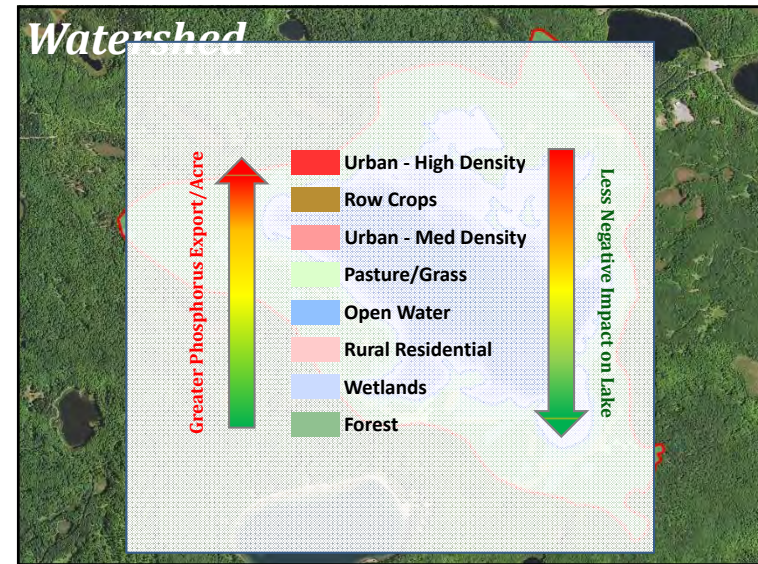 Watershed
Greater Phosphorus Export/Acre
Urban - High Density
Row Crops
Urban - Med Density
Pasture/Grass
Open Water
Rural Residential
Wetlands
Forest
Less Negative Impact on Lake